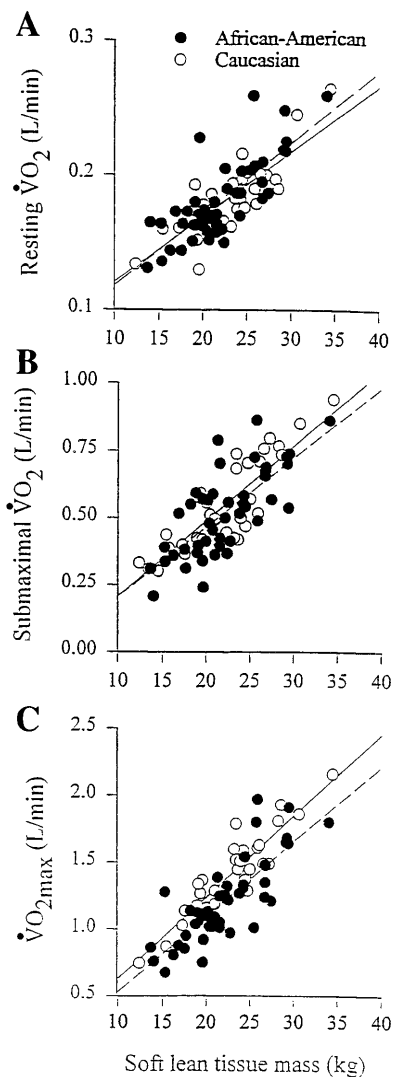 A
African-American
Caucasian
Resting V̇O2 (L/min)
0.3
0.2
0.1
10 15 20 25 30 35 40
B
Submaximal V̇O2 (L/min)
1.00
0.75
0.50
0.25
0.00
10 15 20 25 30 35 40
C
V̇O2max (L/min)
2.5
2.0
1.5
1.0
0.5
10 15 20 25 30 35 40
Soft lean tissue mass (kg)